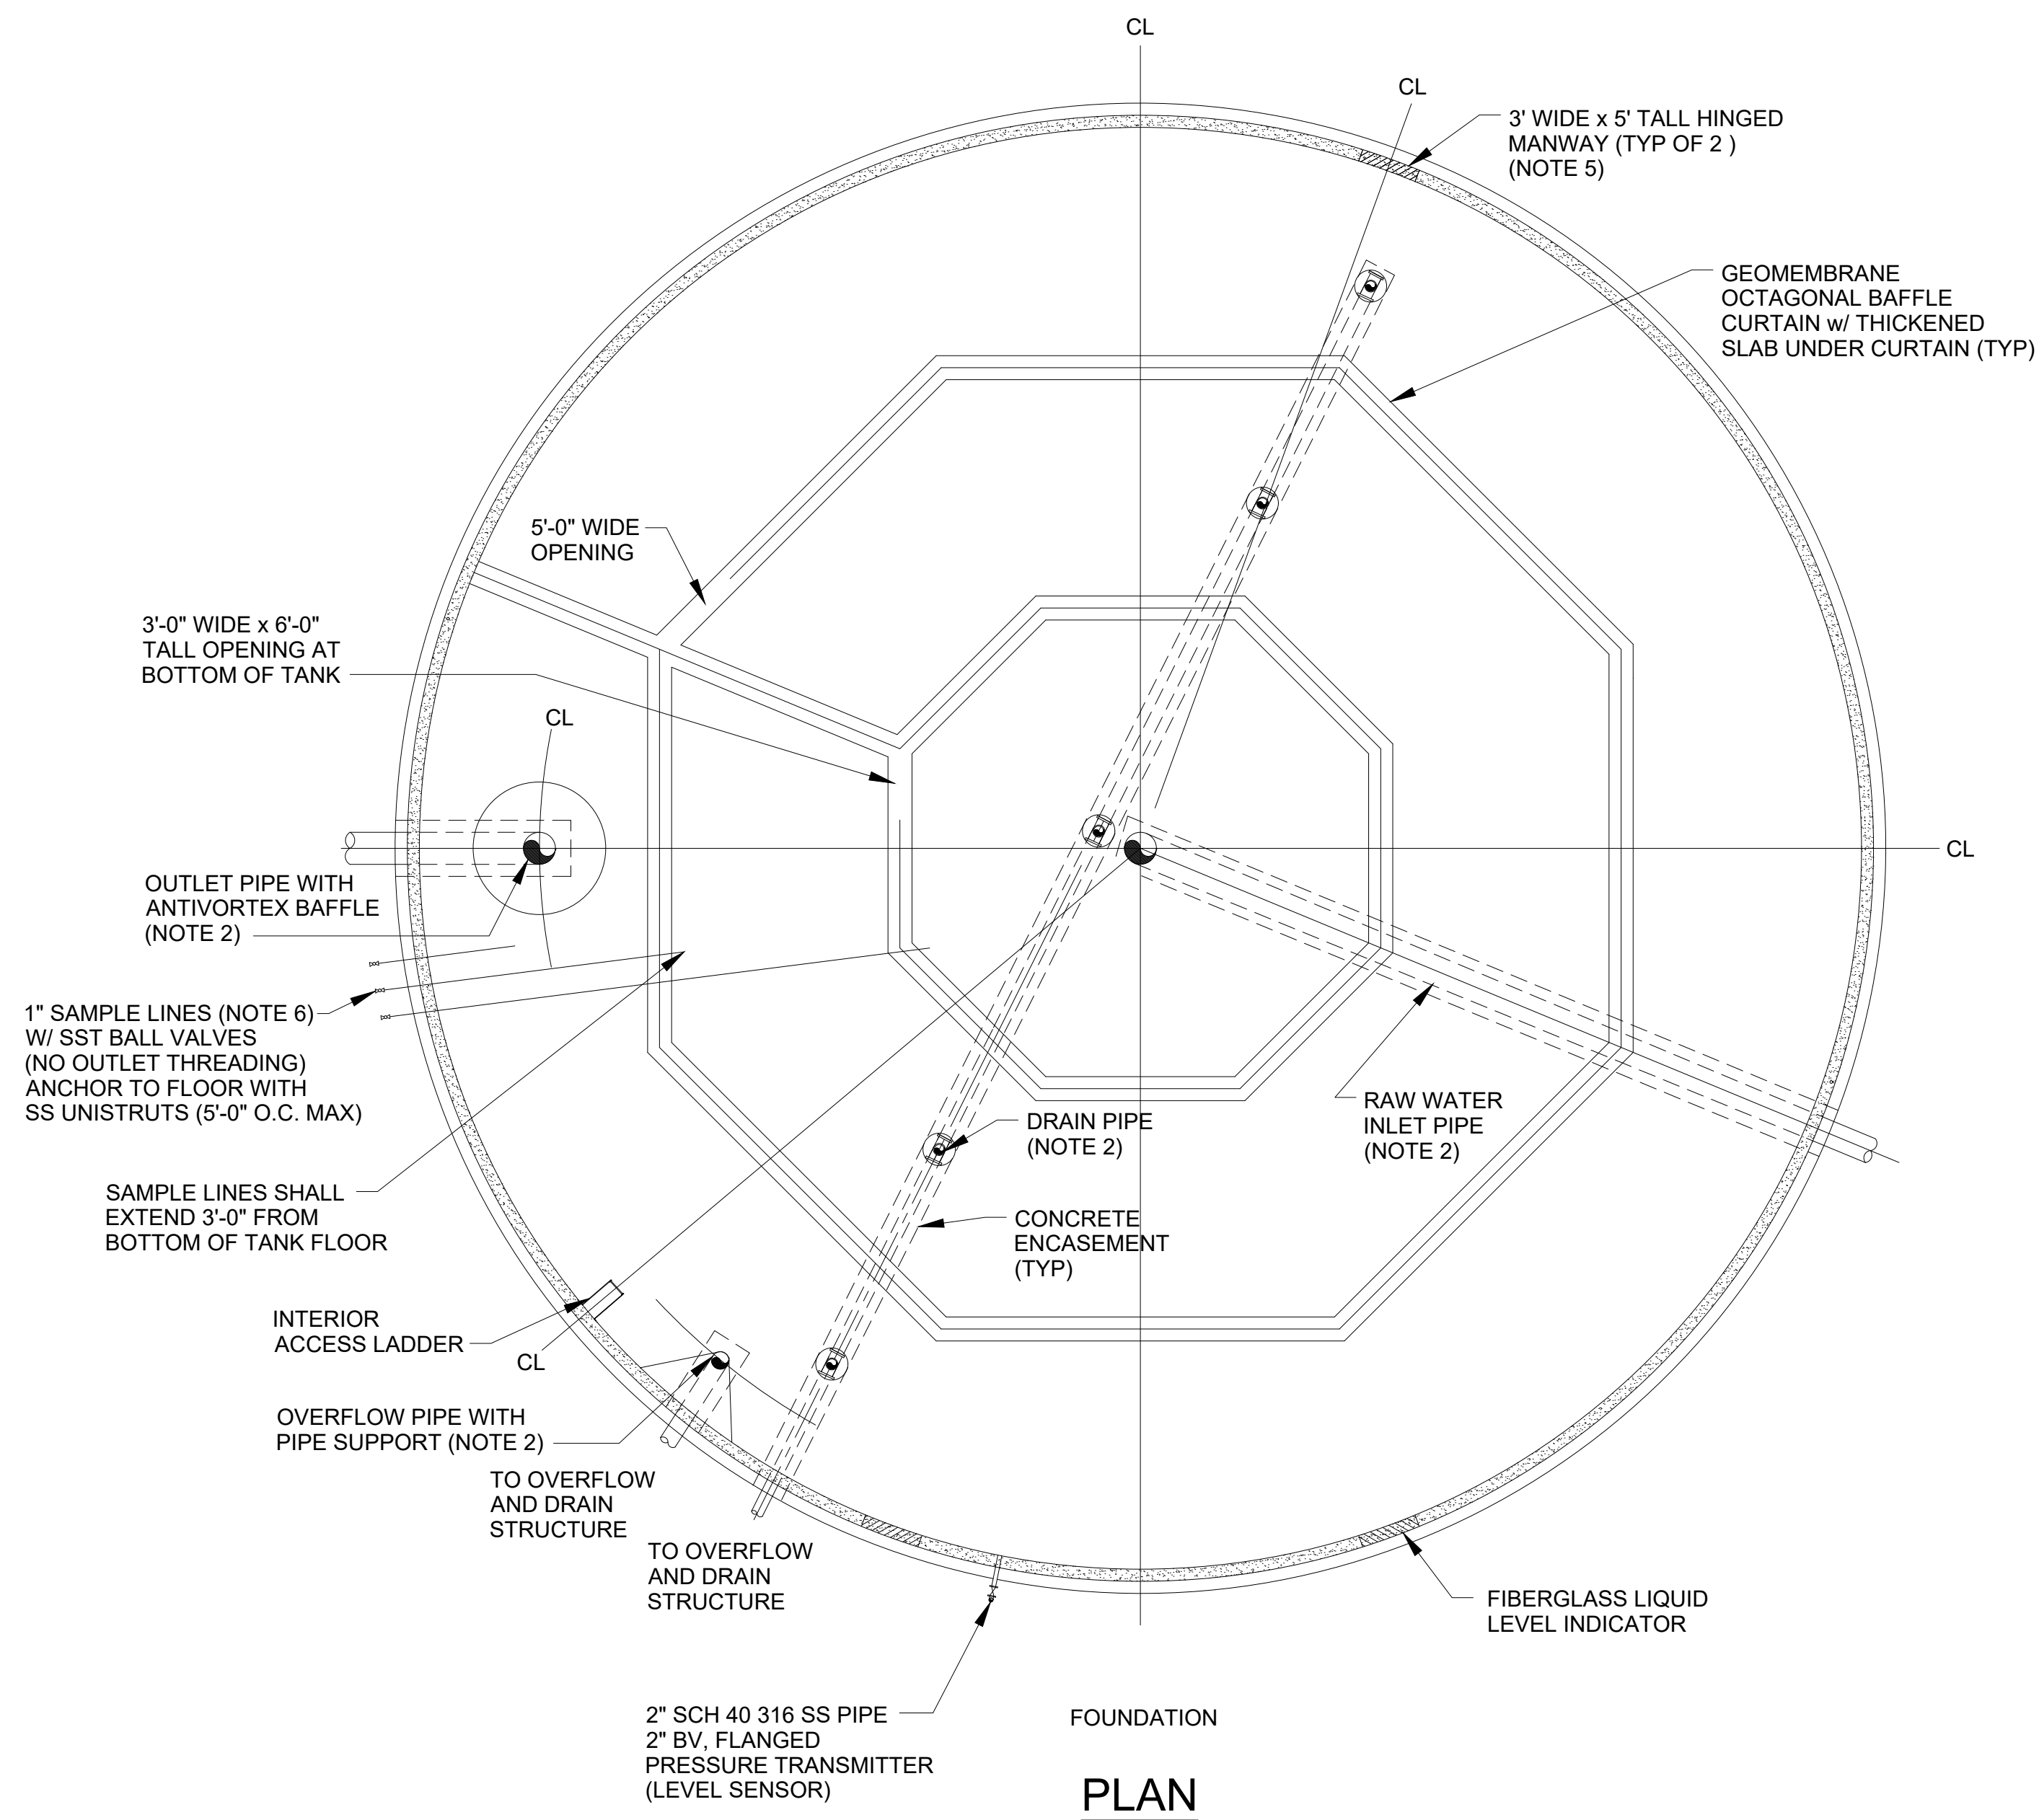 CL
CL
3' WIDE x 5' TALL HINGED
MANWAY (TYP OF 2 )
(NOTE 5)
GEOMEMBRANE
OCTAGONAL BAFFLE
CURTAIN w/ THICKENED
SLAB UNDER CURTAIN (TYP)
5'-0" WIDE
OPENING
3'-0" WIDE x 6'-0"
TALL OPENING AT
BOTTOM OF TANK
CL
CL
OUTLET PIPE WITH
ANTIVORTEX BAFFLE
(NOTE 2)
1" SAMPLE LINES (NOTE 6)
W/ SST BALL VALVES
(NO OUTLET THREADING)
ANCHOR TO FLOOR WITH
SS UNISTRUTS (5'-0" O.C. MAX)
RAW WATER
INLET PIPE
(NOTE 2)
DRAIN PIPE
(NOTE 2)
SAMPLE LINES SHALL
EXTEND 3'-0" FROM
BOTTOM OF TANK FLOOR
CONCRETE
ENCASEMENT
(TYP)
INTERIOR
ACCESS LADDER
CL
OVERFLOW PIPE WITH
PIPE SUPPORT (NOTE 2)
TO OVERFLOW
AND DRAIN
STRUCTURE
TO OVERFLOW
AND DRAIN
STRUCTURE
FIBERGLASS LIQUID
LEVEL INDICATOR
2" SCH 40 316 SS PIPE
2" BV, FLANGED
PRESSURE TRANSMITTER
(LEVEL SENSOR)
FOUNDATION
PLAN